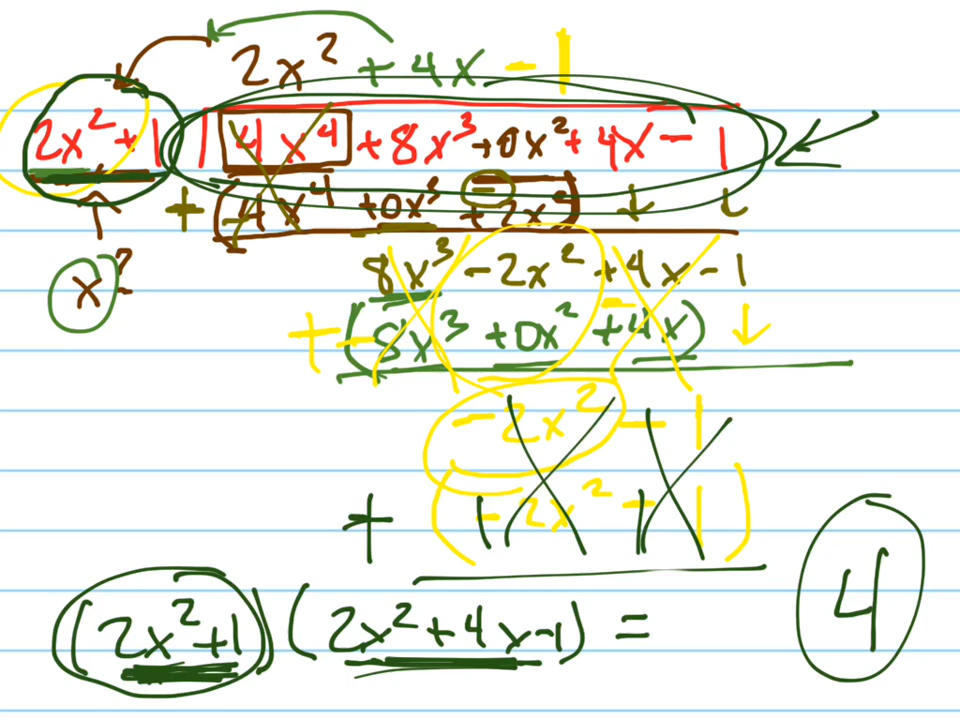 2x² + 4x - 1
2x² + 1 | 4x⁴ + 8x³ + 0x² + 4x - 1
+ - (4x⁴ + 0x³ + 2x²) ↓ ↓
8x³ - 2x² + 4x - 1
x?
+ - (8x³ + 0x² + 4x) ↓
- 2x² - 1
+ (- 2x² - 1)
4
(2x² + 1) (2x² + 4x - 1) =